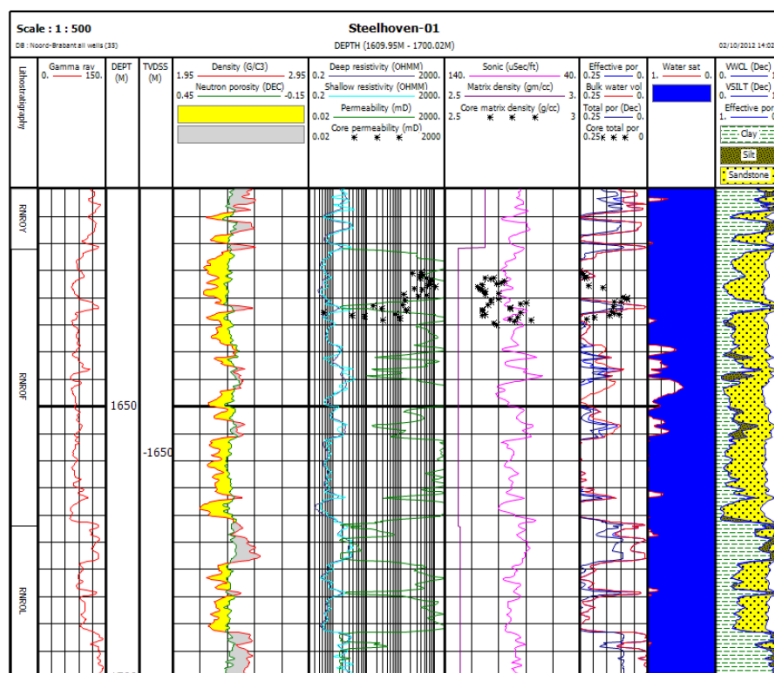 Scale : 1 : 500
Steelhoven-01
DB : Noord-Brabant all wells (33)
DEPTH (1609.95M - 1700.02M)
02/10/2012 14:02
Lithostratigraphy
Gamma ray
0. 150.
DEPT
(M)
TVDSS
(M)
Density (G/C3)
1.95 2.95
Neutron porosity (DEC)
0.45 -0.15
Deep resistivity (OHMM)
0.2 2000.
Shallow resistivity (OHMM)
0.2 2000.
Permeability (mD)
0.02 2000.
Core permeability (mD)
0.02 2000
Sonic (uSec/ft)
140. 40.
Matrix density (gm/cc)
2.5 3.
Core matrix density (g/cc)
2.5 3
Effective por
0.25 0.
Bulk water vol
0.25 0.
Total por (Dec)
0.25 0.
Core total por
0.25 0
Water sat
1. 0.
VWCL (Dec)
0. 1
VSILT (Dec)
0. 1
Effective por
1. 0.
Clay
Silt
Sandstone
RNROF
1650
-1650